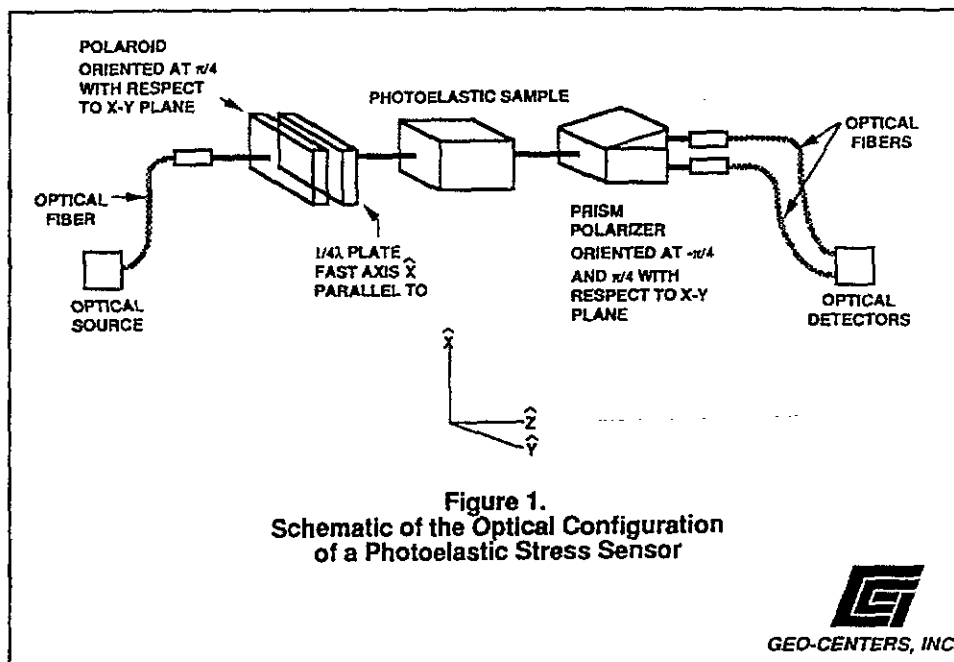 POLAROID
ORIENTED AT π/4
WITH RESPECT
TO X-Y PLANE
PHOTOELASTIC SAMPLE
OPTICAL
FIBERS
OPTICAL
FIBER
1/4λ PLATE
FAST AXIS X̂
PARALLEL TO
PRISM
POLARIZER
ORIENTED AT -π/4
AND π/4 WITH
RESPECT TO X-Y
PLANE
OPTICAL
SOURCE
OPTICAL
DETECTORS
X̂
Ẑ
Ŷ
Figure 1.
Schematic of the Optical Configuration
of a Photoelastic Stress Sensor
GEO-CENTERS, INC